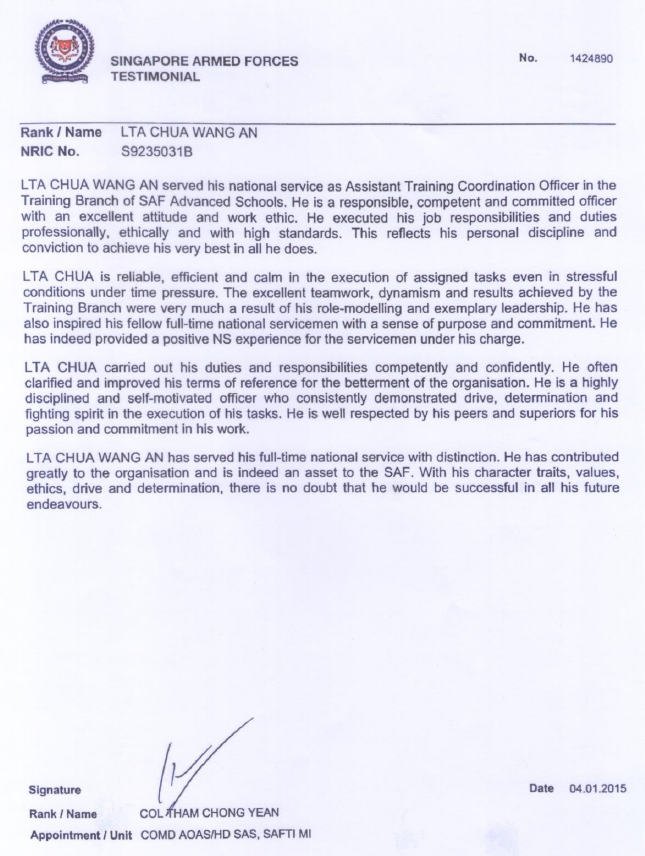 SINGAPORE ARMED FORCES
TESTIMONIAL
No. 1424890
Rank / Name LTA CHUA WANG AN
NRIC No. S9235031B
LTA CHUA WANG AN served his national service as Assistant Training Coordination Officer in the
Training Branch of SAF Advanced Schools. He is a responsible, competent and committed officer
with an excellent attitude and work ethic. He executed his job responsibilities and duties
professionally, ethically and with high standards. This reflects his personal discipline and
conviction to achieve his very best in all he does.
LTA CHUA is reliable, efficient and calm in the execution of assigned tasks even in stressful
conditions under time pressure. The excellent teamwork, dynamism and results achieved by the
Training Branch were very much a result of his role-modelling and exemplary leadership. He has
also inspired his fellow full-time national servicemen with a sense of purpose and commitment. He
has indeed provided a positive NS experience for the servicemen under his charge.
LTA CHUA carried out his duties and responsibilities competently and confidently. He often
clarified and improved his terms of reference for the betterment of the organisation. He is a highly
disciplined and self-motivated officer who consistently demonstrated drive, determination and
fighting spirit in the execution of his tasks. He is well respected by his peers and superiors for his
passion and commitment in his work.
LTA CHUA WANG AN has served his full-time national service with distinction. He has contributed
greatly to the organisation and is indeed an asset to the SAF. With his character traits, values,
ethics, drive and determination, there is no doubt that he would be successful in all his future
endeavours.
Signature
Date 04.01.2015
Rank / Name COL THAM CHONG YEAN
Appointment / Unit COMD AOAS/HD SAS, SAFTI MI